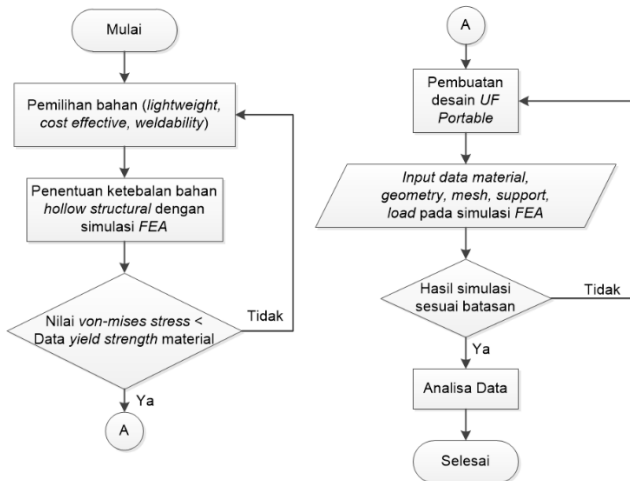 Mulai
Pemilihan bahan (lightweight,
cost effective, weldability)
Penentuan ketebalan bahan
hollow structural dengan
simulasi FEA
Nilai von-mises stress <
Data yield strength material
Tidak
Ya
A
A
Pembuatan
desain UF
Portable
Input data material,
geometry, mesh, support,
load pada simulasi FEA
Hasil simulasi
sesuai batasan
Tidak
Ya
Analisa Data
Selesai